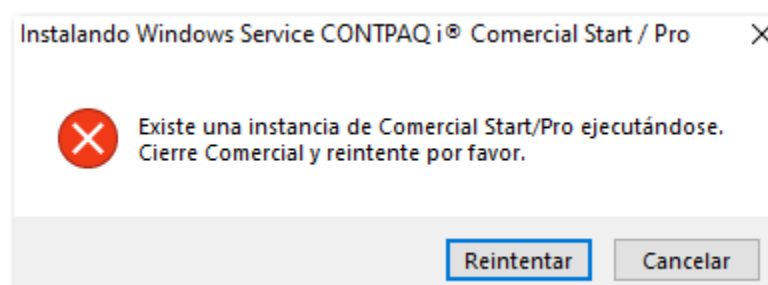 Instalando Windows Service CONTPAQ i® Comercial Start / Pro
Existe una instancia de Comercial Start/Pro ejecutándose.
Cierre Comercial y reintente por favor.
Reintentar
Cancelar